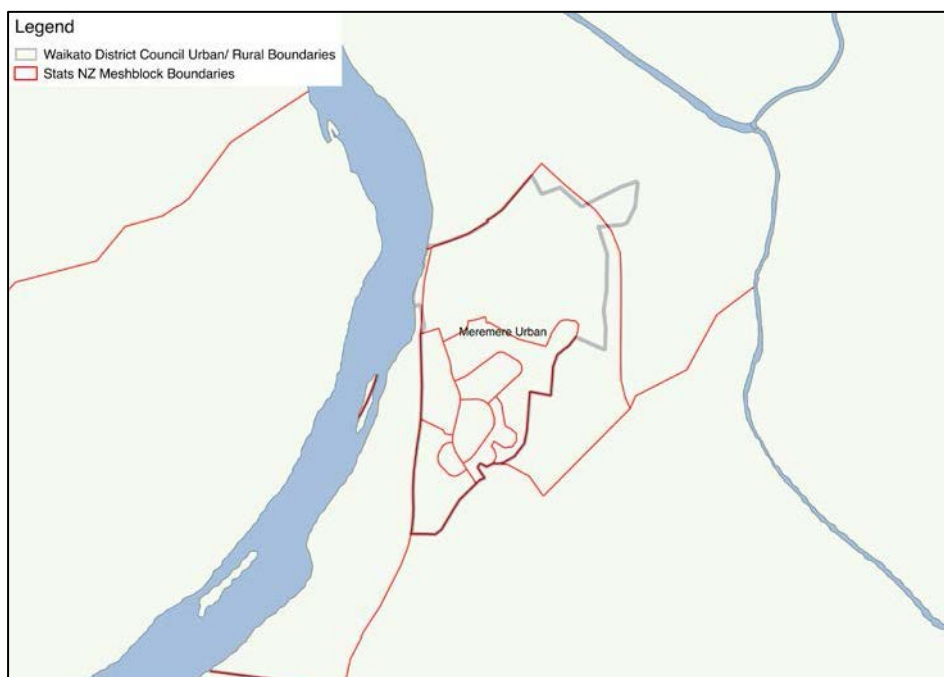 Legend
Waikato District Council Urban/ Rural Boundaries
Stats NZ Meshblock Boundaries
Meremere Urban